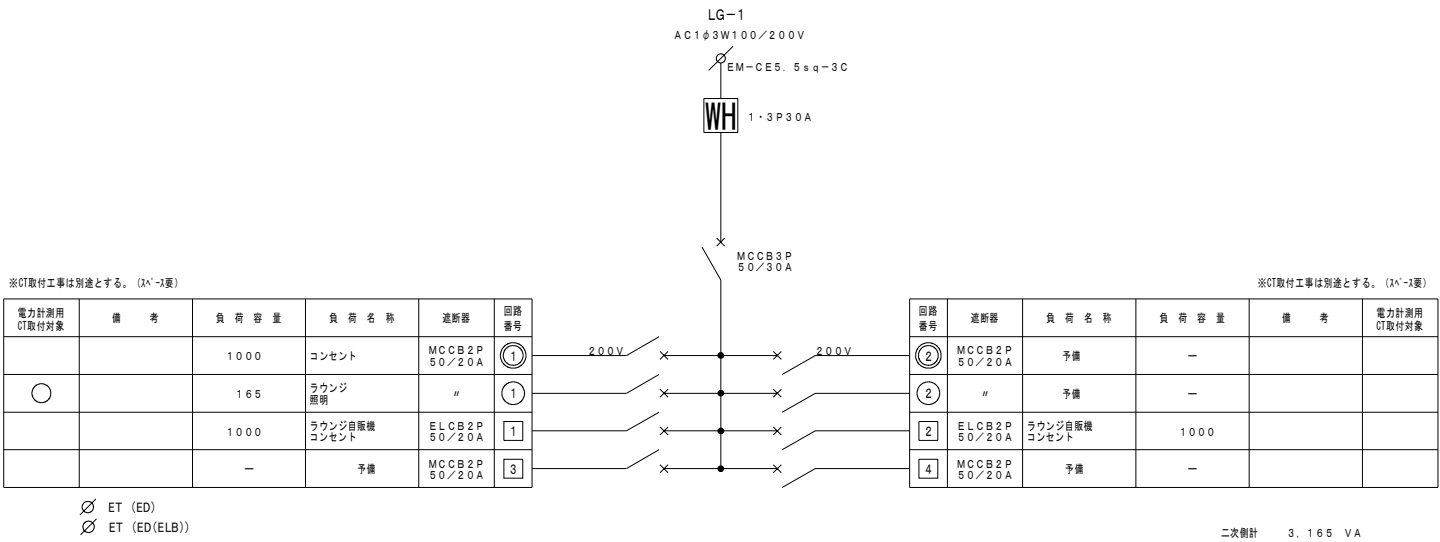 LG-1
AC1φ3W100/200V
EM-CE5.5sq-3C
WH 1・3P30A
MCCB3P
50/30A
※CT取付工事は別途とする。(スペース要)
電力計測用
CT取付対象
備 考
負 荷 容 量
負 荷 名 称
遮断器
回路
番号
1000
コンセント
MCCB2P
50/20A
1
200V
165
ラウンジ
照明
〃
1
1000
ラウンジ自販機
コンセント
ELCB2P
50/20A
1
―
予備
MCCB2P
50/20A
3
ET (ED)
ET (ED(ELB))
※CT取付工事は別途とする。(スペース要)
回路
番号
遮断器
負 荷 名 称
負 荷 容 量
備 考
電力計測用
CT取付対象
200V
2
MCCB2P
50/20A
予備
―
2
〃
予備
―
2
ELCB2P
50/20A
ラウンジ自販機
コンセント
1000
4
MCCB2P
50/20A
予備
―
二次側計 3,165 VA